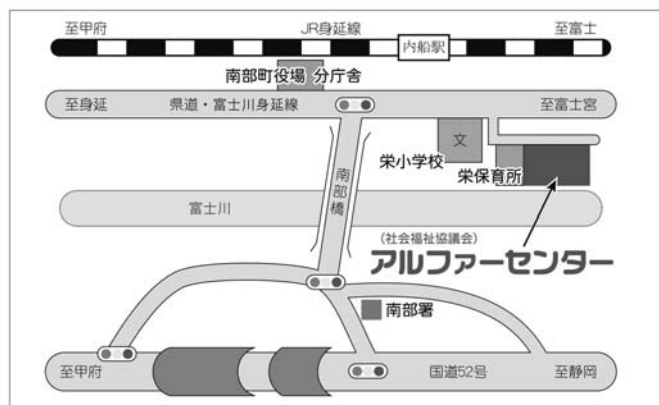 至甲府 JR身延線 至富士
内船駅
南部町役場 分庁舎
至身延 県道・富士川身延線 至富士宮
文
栄小学校
栄保育所
南部橋
富士川
(社会福祉協議会)
アルファーセンター
南部署
至甲府 国道52号 至静岡